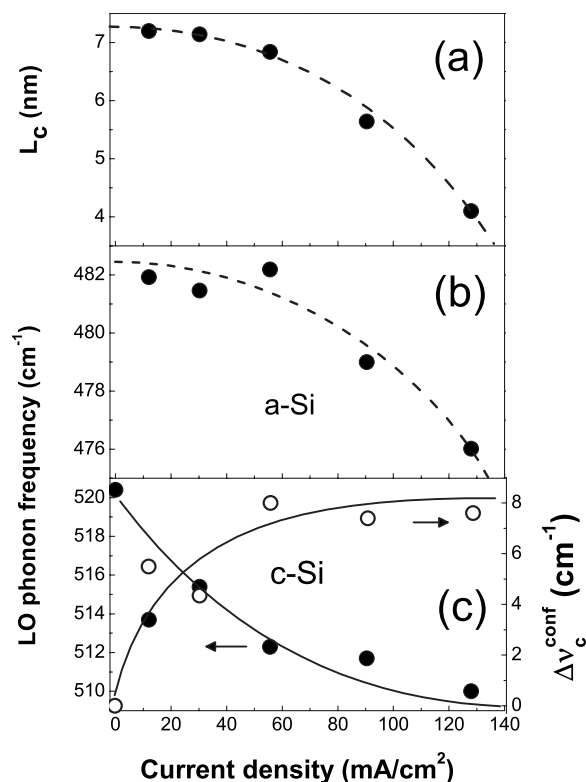 7
6
5
4
L_c (nm)
(a)
482
480
478
476
(b)
a-Si
LO phonon frequency (cm⁻¹)
520
518
516
514
512
510
c-Si
(c)
8
6
4
2
0
Δν_c^conf (cm⁻¹)
0 20 40 60 80 100 120 140
Current density (mA/cm²)